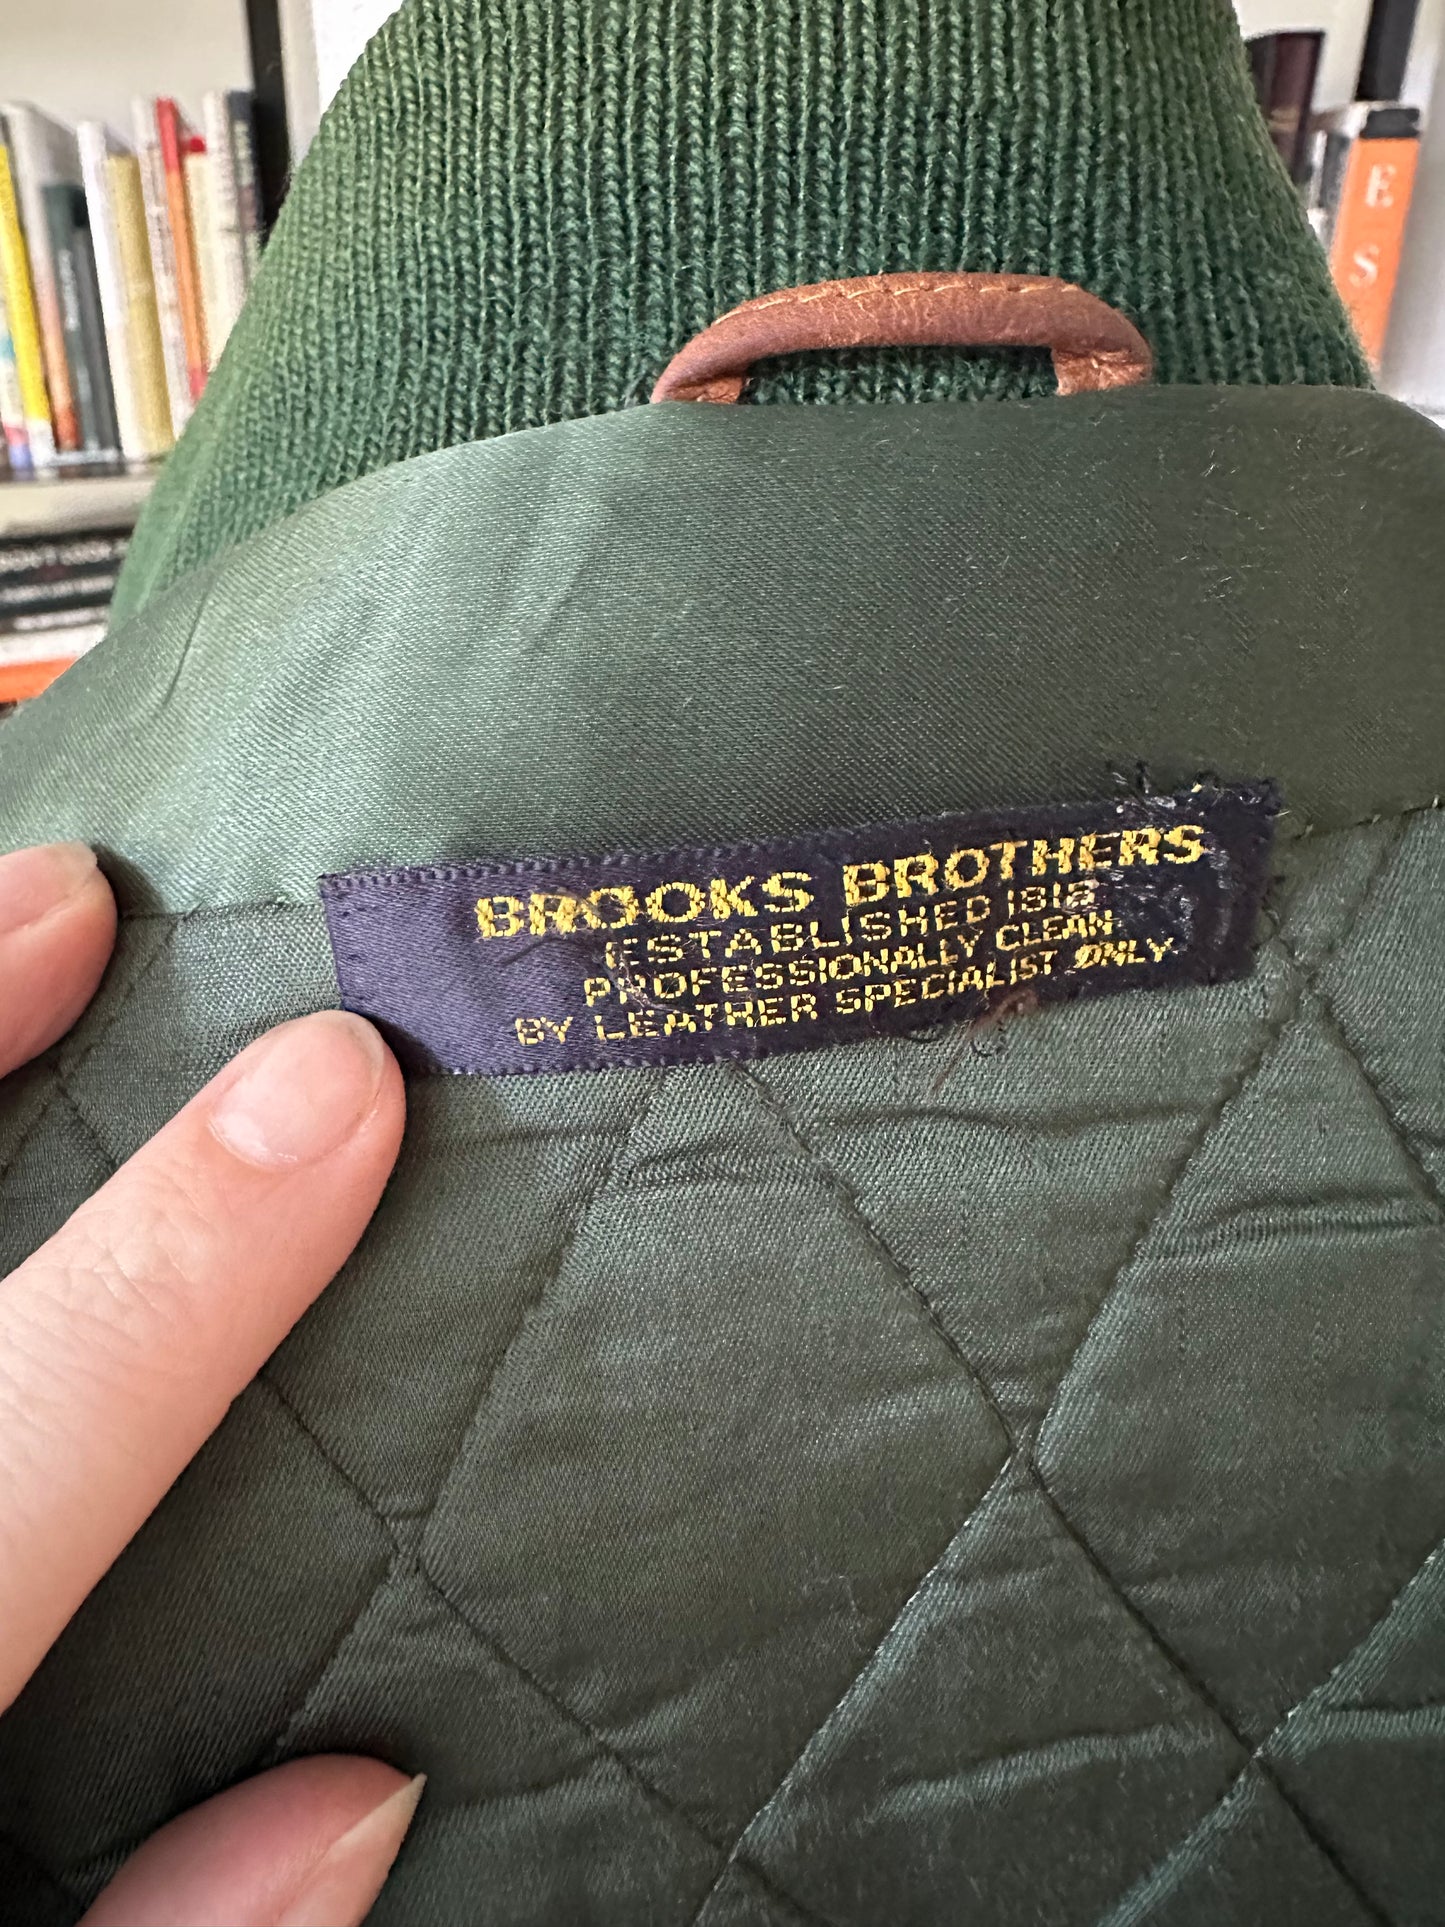 BROOKS BROTHERS
ESTABLISHED 1818
PROFESSIONALLY CLEAN
BY LEATHER SPECIALIST ONLY
E
S